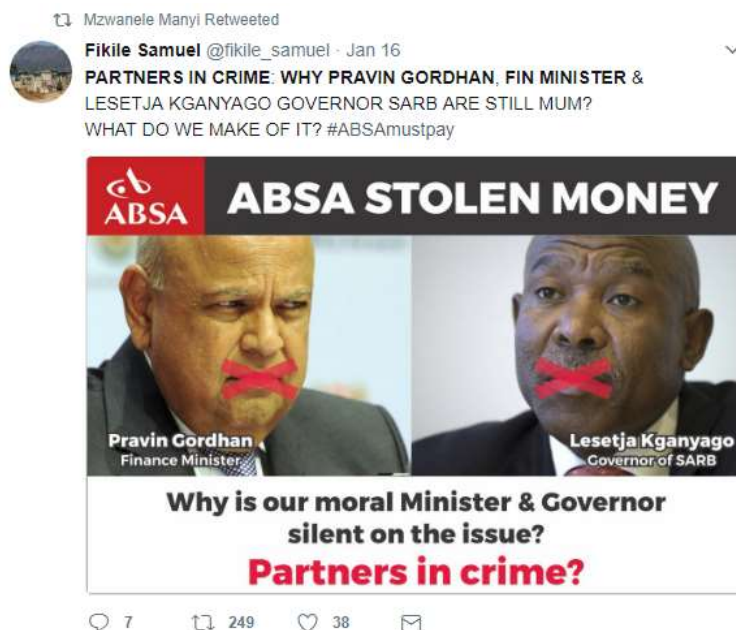 Mzwanele Manyi Retweeted
Fikile Samuel @fikile_samuel · Jan 16
PARTNERS IN CRIME: WHY PRAVIN GORDHAN, FIN MINISTER &
LESETJA KGANYAGO GOVERNOR SARB ARE STILL MUM?
WHAT DO WE MAKE OF IT? #ABSAmustpay
ABSA
ABSA STOLEN MONEY
Pravin Gordhan
Finance Minister
Lesetja Kganyago
Governor of SARB
Why is our moral Minister & Governor
silent on the issue?
Partners in crime?
7 249 38